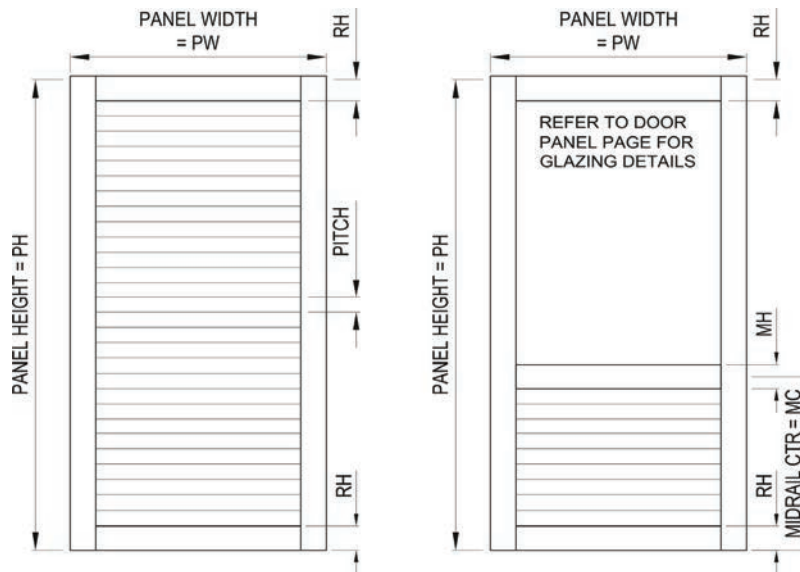 PANEL WIDTH
= PW
RH
PANEL HEIGHT = PH
PITCH
RH
PANEL WIDTH
= PW
RH
REFER TO DOOR
PANEL PAGE FOR
GLAZING DETAILS
PANEL HEIGHT = PH
MH
RH
MIDRAIL CTR = MC